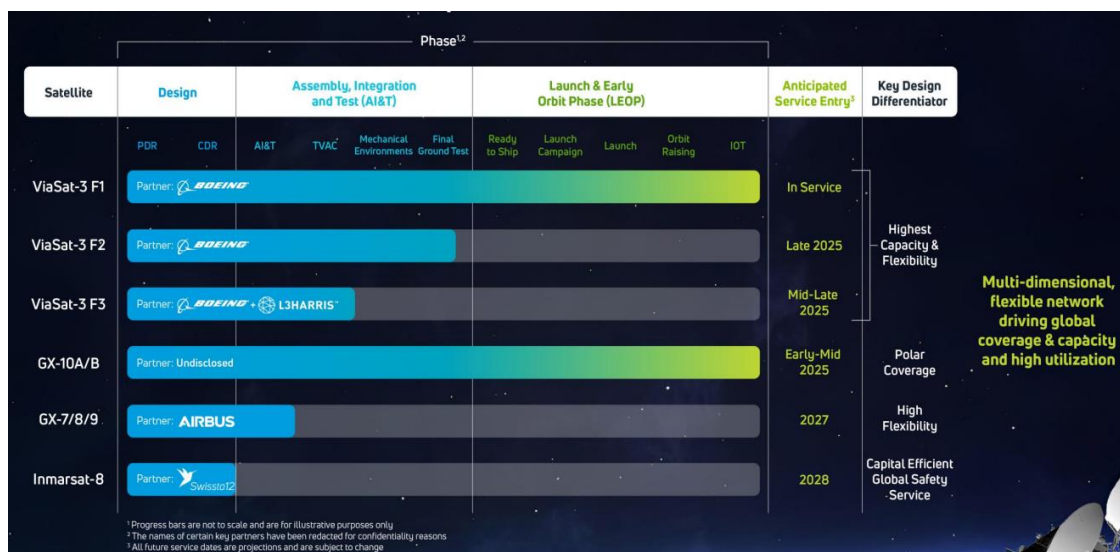 Phase1,2
Satellite
Design
Assembly, Integration
and Test (AI&T)
Launch & Early
Orbit Phase (LEOP)
Anticipated
Service Entry3
Key Design
Differentiator
PDR
CDR
AI&T
TVAC
Mechanical
Environments
Final
Ground Test
Ready
to Ship
Launch
Campaign
Launch
Orbit
Raising
IOT
ViaSat-3 F1
Partner: BOEING
In Service
ViaSat-3 F2
Partner: BOEING
Late 2025
Highest
Capacity &
Flexibility
ViaSat-3 F3
Partner: BOEING + L3HARRIS™
Mid-Late
2025
GX-10A/B
Partner: Undisclosed
Early-Mid
2025
Polar
Coverage
GX-7/8/9
Partner: AIRBUS
2027
High
Flexibility
Inmarsat-8
Partner: Swissto12
2028
Capital Efficient
Global Safety
Service
Multi-dimensional,
flexible network
driving global
coverage & capacity
and high utilization
1 Progress bars are not to scale and are for illustrative purposes only
2 The names of certain key partners have been redacted for confidentiality reasons
3 All future service dates are projections and are subject to change